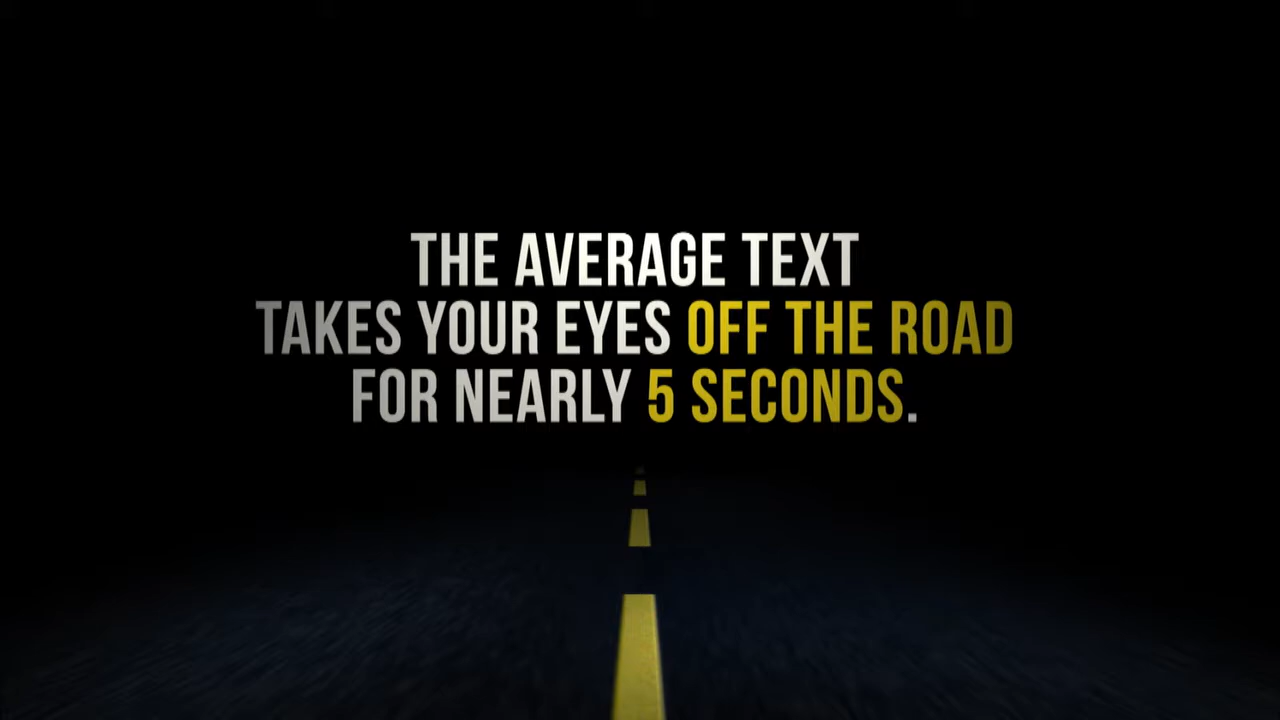 THE AVERAGE TEXT
TAKES YOUR EYES OFF THE ROAD
FOR NEARLY 5 SECONDS.